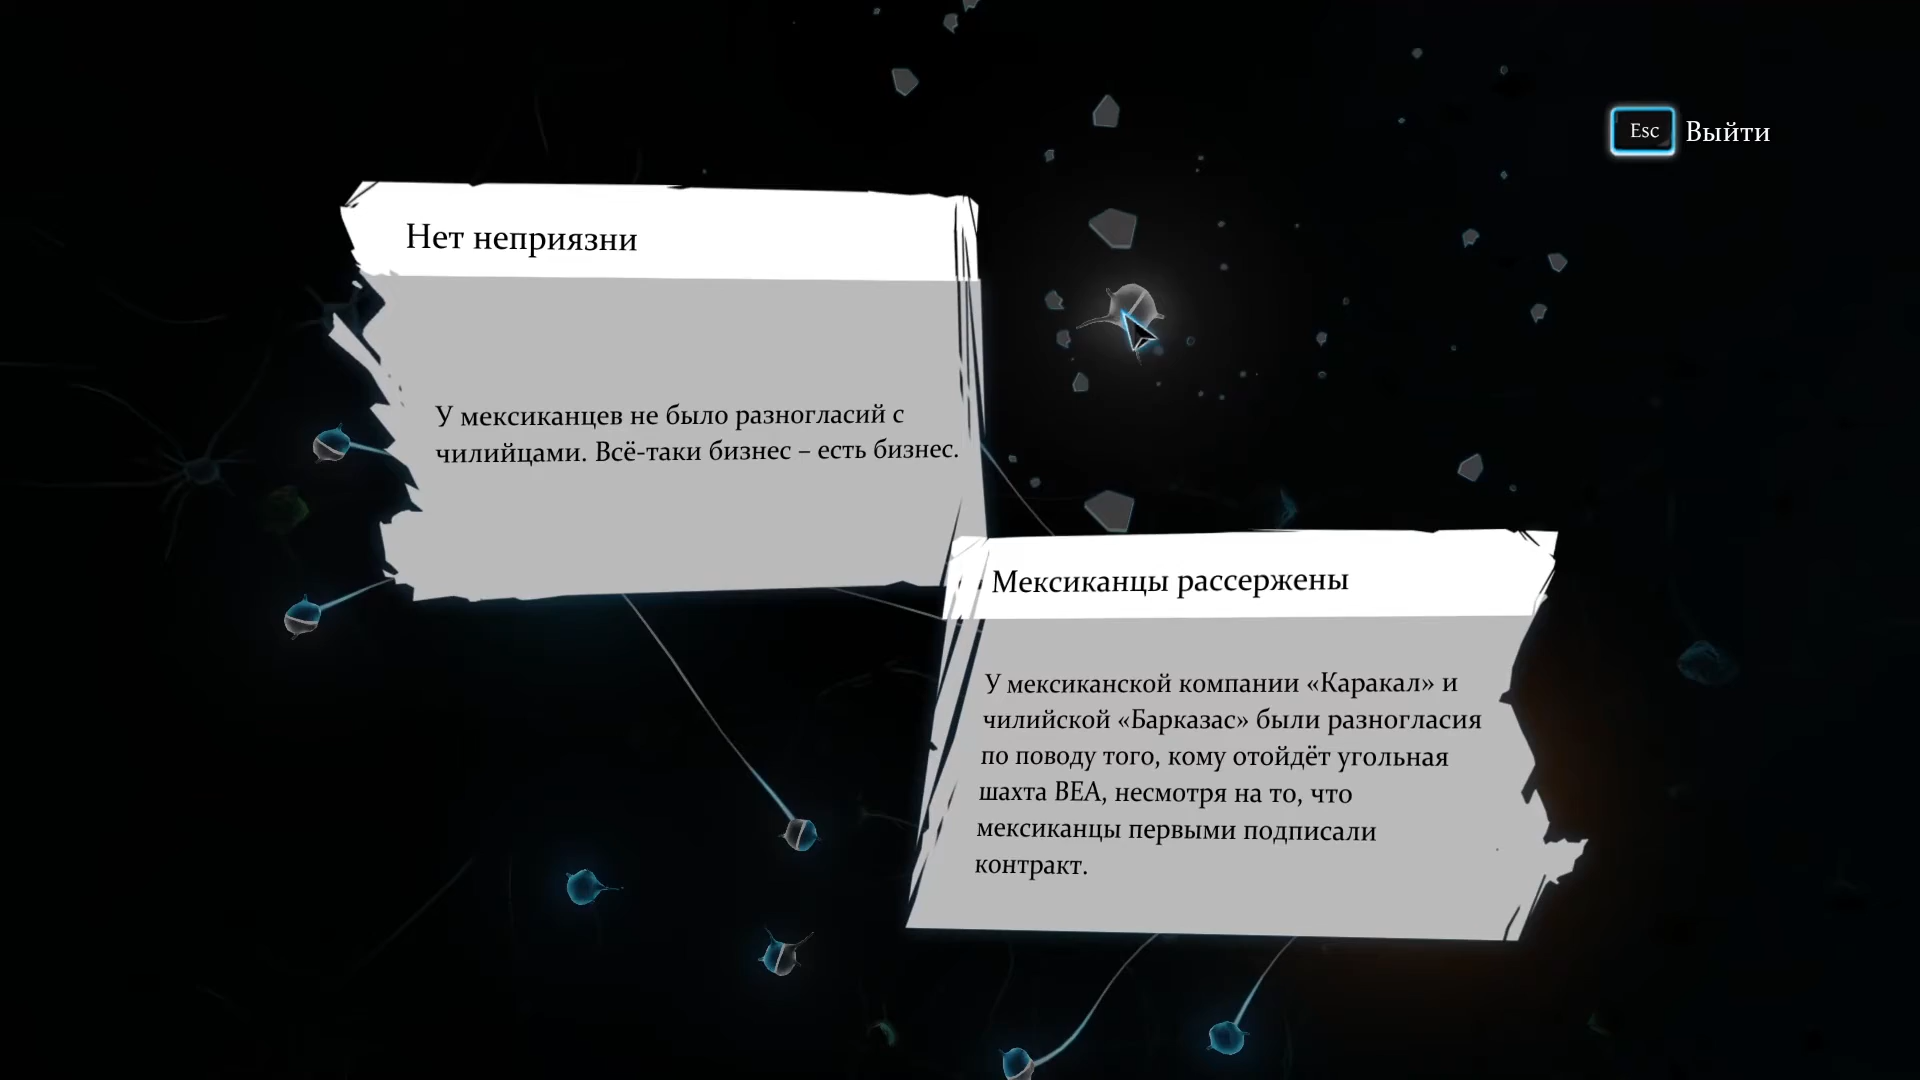 Esc Выйти
Нет неприязни
У мексиканцев не было разногласий с
чилийцами. Всё-таки бизнес – есть бизнес.
Мексиканцы рассержены
У мексиканской компании «Каракал» и
чилийской «Барказас» были разногласия
по поводу того, кому отойдёт угольная
шахта ВЕА, несмотря на то, что
мексиканцы первыми подписали
контракт.